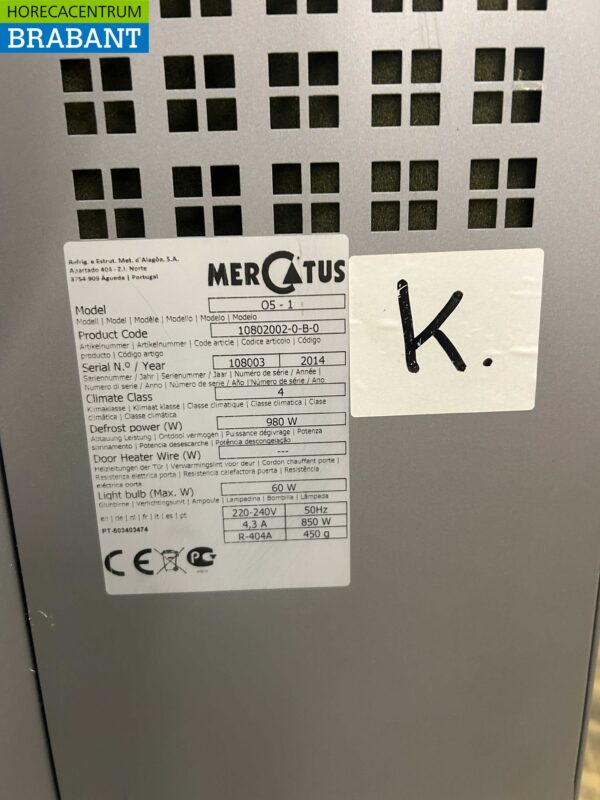 HORECACENTRUM
BRABANT
Refrig. e Estrut. Met. d'Alagôa, S.A.
Apartado 404 - Z.I. Norte
3754-909 Águeda | Portugal
MERCATUS
Model O5 - 1
Modell | Model | Modèle | Modello | Modelo | Modelo
Product Code 10802002-0-B-0
Artikelnummer | Artikelnummer | Code article | Codice articolo | Código
producto | Código artigo
Serial N.º / Year 108003 2014
Seriennummer / Jahr | Serienummer / Jaar | Numéro de série / Année |
Numero di serie / Anno | Número de serie / Año | Número de série / Ano
Climate Class 4
Klimaklasse | Klimaat klasse | Classe climatique | Classe climatica | Clase
climática | Classe climática
Defrost power (W) 980 W
Abtauung Leistung | Ontdooi vermogen | Puissance dégivrage | Potenza
sbrinamento | Potencia desescarche | Potência descongelação
Door Heater Wire (W) ---
Heizleitungen der Tür | Verwarmingslint voor deur | Cordon chauffant porte |
Resistenza elettrica porta | Resistencia calefactora puerta | Resistência
eléctrica porta
Light bulb (Max. W) 60 W
Glühbirne | Verlichtingsunit | Ampoule | Lampadina | Bombilla | Lâmpada
en | de | nl | fr | it | es | pt
220-240V 50Hz
4,3 A 850 W
R-404A 450 g
PT-503403474
CE
K.